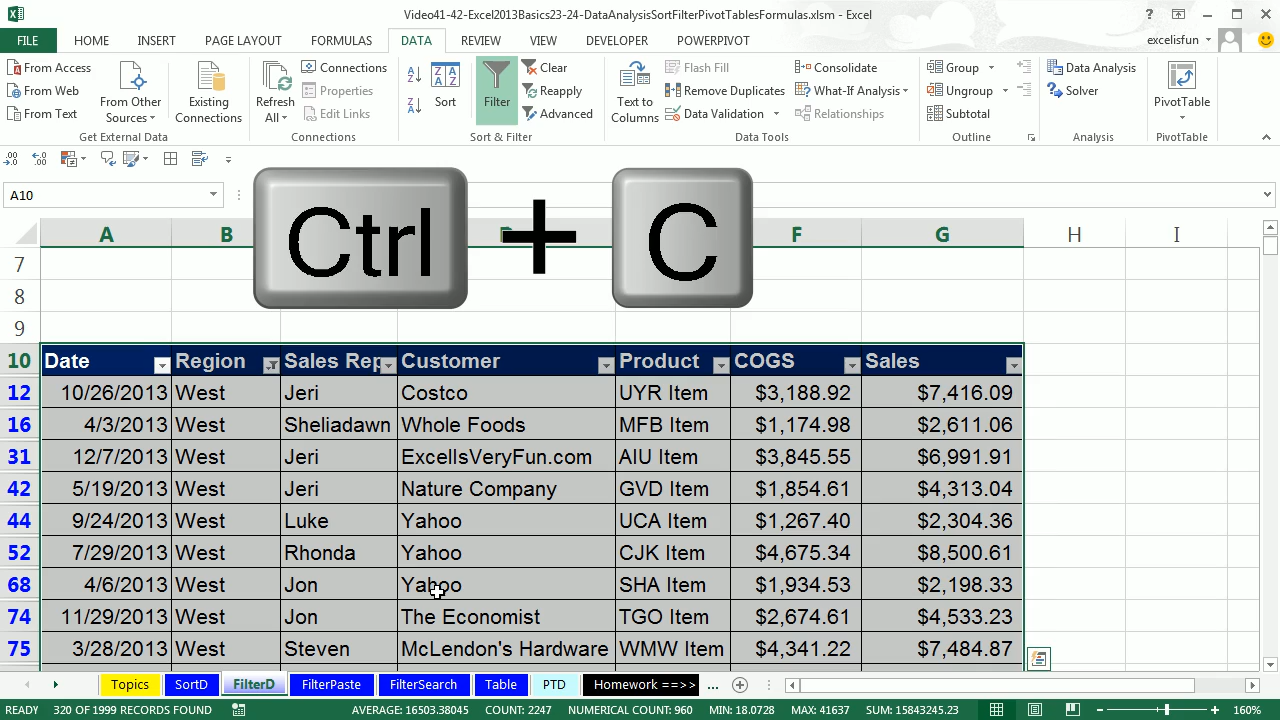 Video41-42-Excel2013Basics23-24-DataAnalysisSortFilterPivotTablesFormulas.xlsm - Excel
FILE HOME INSERT PAGE LAYOUT FORMULAS DATA REVIEW VIEW DEVELOPER POWERPIVOT excelisfun
From Access
From Web
From Text
From Other
Sources
Existing
Connections
Get External Data
Refresh
All
Connections
Properties
Edit Links
Connections
Sort
Filter
Clear
Reapply
Advanced
Sort & Filter
Text to
Columns
Flash Fill
Remove Duplicates
Data Validation
Consolidate
What-If Analysis
Relationships
Data Tools
Group
Ungroup
Subtotal
Outline
Data Analysis
Solver
Analysis
PivotTable
PivotTable
A10
Ctrl + C
A B D F G H I
7
8
9
10 Date Region Sales Rep Customer Product COGS Sales
12 10/26/2013 West Jeri Costco UYR Item $3,188.92 $7,416.09
16 4/3/2013 West Sheliadawn Whole Foods MFB Item $1,174.98 $2,611.06
31 12/7/2013 West Jeri ExcelIsVeryFun.com AIU Item $3,845.55 $6,991.91
42 5/19/2013 West Jeri Nature Company GVD Item $1,854.61 $4,313.04
44 9/24/2013 West Luke Yahoo UCA Item $1,267.40 $2,304.36
52 7/29/2013 West Rhonda Yahoo CJK Item $4,675.34 $8,500.61
68 4/6/2013 West Jon Yahoo SHA Item $1,934.53 $2,198.33
74 11/29/2013 West Jon The Economist TGO Item $2,674.61 $4,533.23
75 3/28/2013 West Steven McLendon's Hardware WMW Item $4,341.22 $7,484.87
Topics SortD FilterD FilterPaste FilterSearch Table PTD Homework ==>> ...
READY 320 OF 1999 RECORDS FOUND AVERAGE: 16503.38045 COUNT: 2247 NUMERICAL COUNT: 960 MIN: 18.0728 MAX: 41637 SUM: 15843245.23 160%